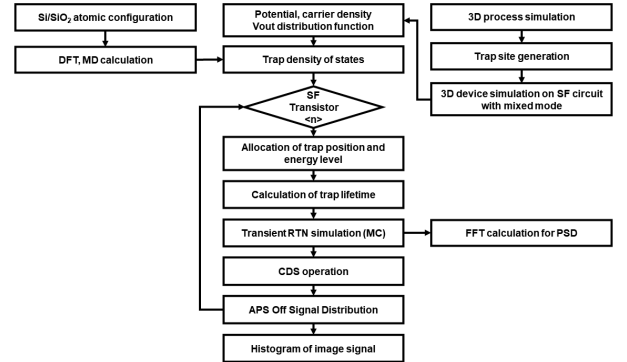 Si/SiO₂ atomic configuration
DFT, MD calculation
Potential, carrier density
Vout distribution function
Trap density of states
3D process simulation
Trap site generation
3D device simulation on SF circuit
with mixed mode
SF
Transistor
<n>
Allocation of trap position and
energy level
Calculation of trap lifetime
Transient RTN simulation (MC)
FFT calculation for PSD
CDS operation
APS Off Signal Distribution
Histogram of image signal